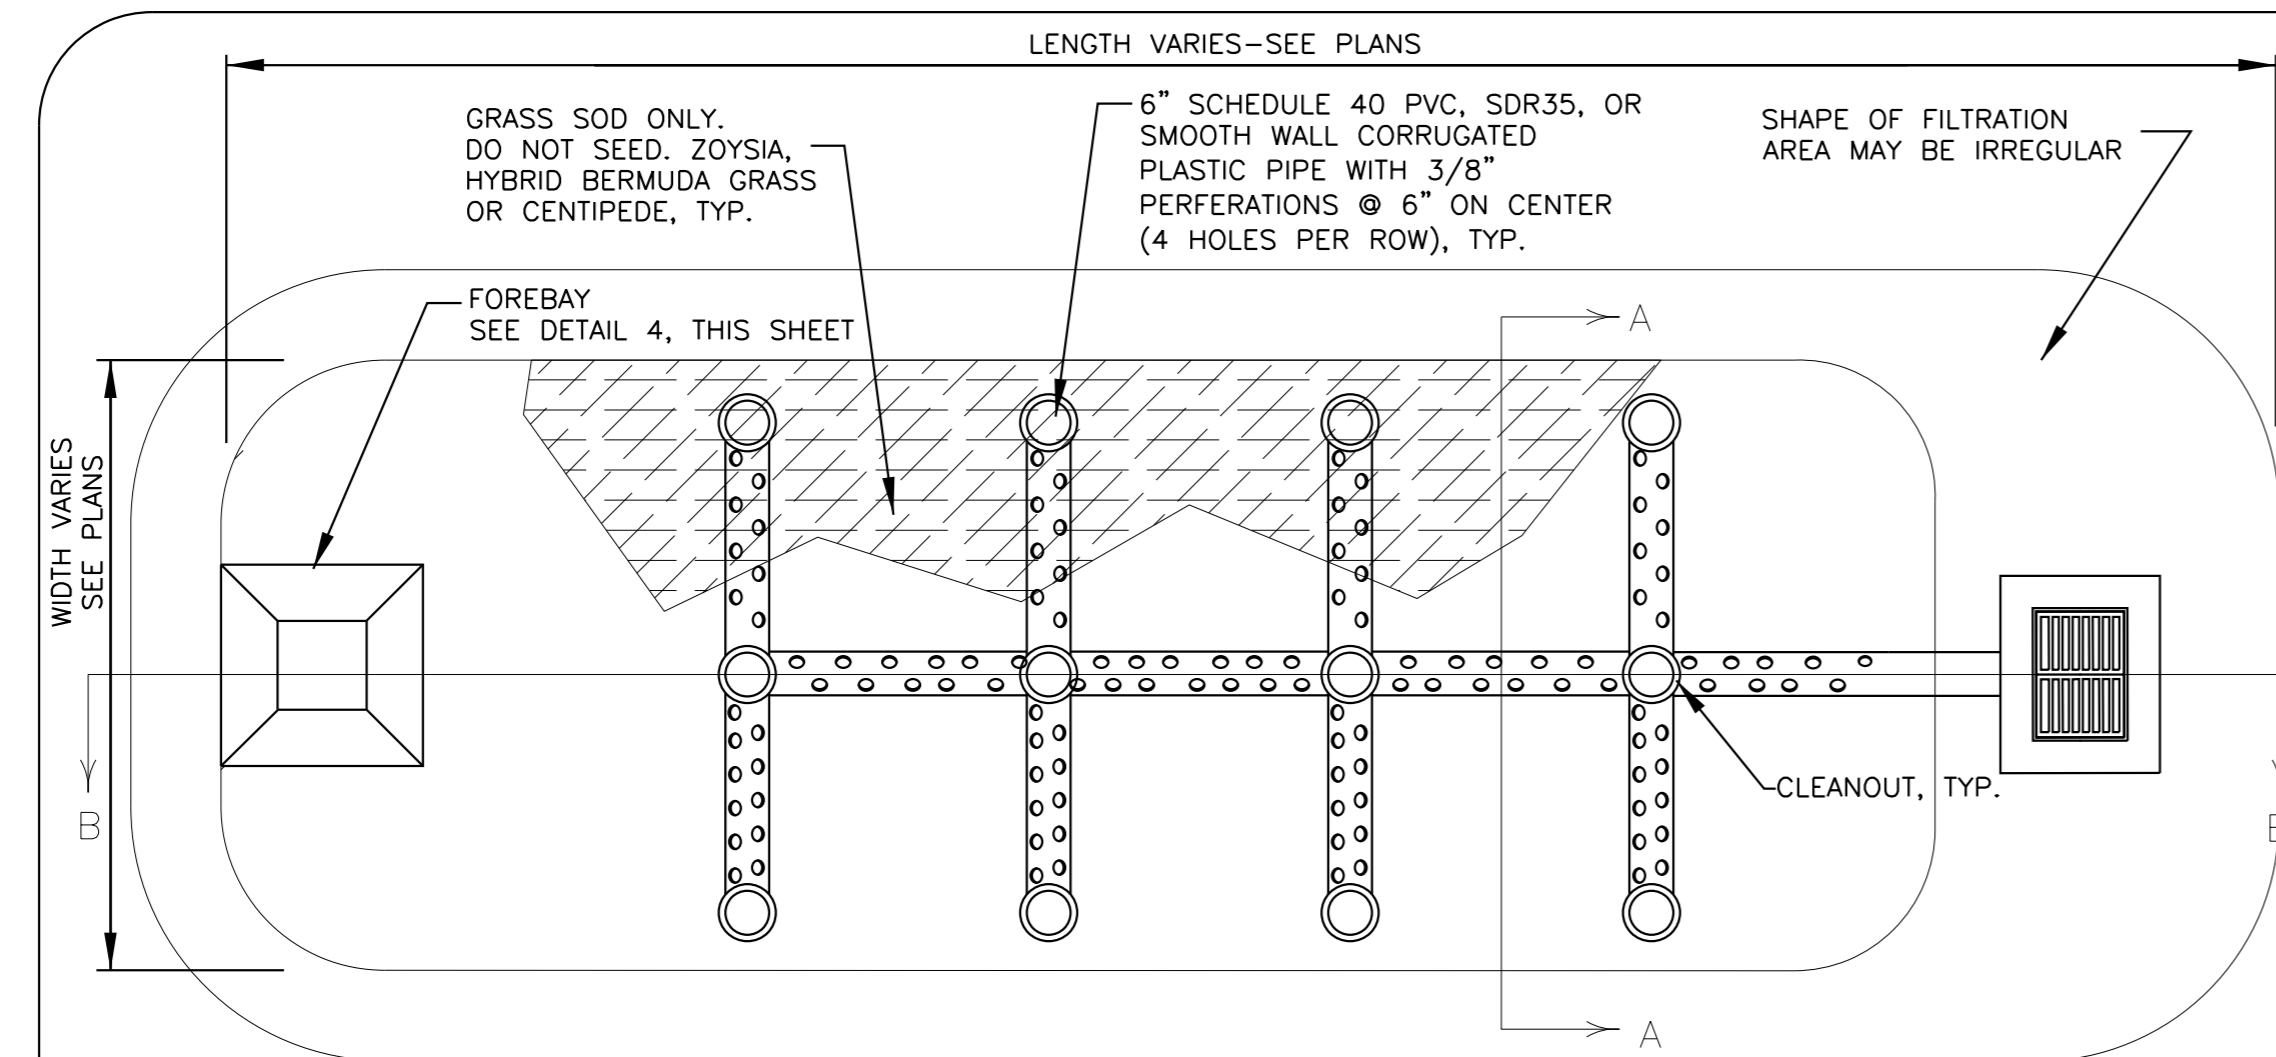 LENGTH VARIES-SEE PLANS
GRASS SOD ONLY.
DO NOT SEED. ZOYSIA,
HYBRID BERMUDA GRASS
OR CENTIPEDE, TYP.
6" SCHEDULE 40 PVC, SDR35, OR
SMOOTH WALL CORRUGATED
PLASTIC PIPE WITH 3/8"
PERFERATIONS @ 6" ON CENTER
(4 HOLES PER ROW), TYP.
SHAPE OF FILTRATION
AREA MAY BE IRREGULAR
FOREBAY
SEE DETAIL 4, THIS SHEET
A
WIDTH VARIES
SEE PLANS
CLEANOUT, TYP.
B
A